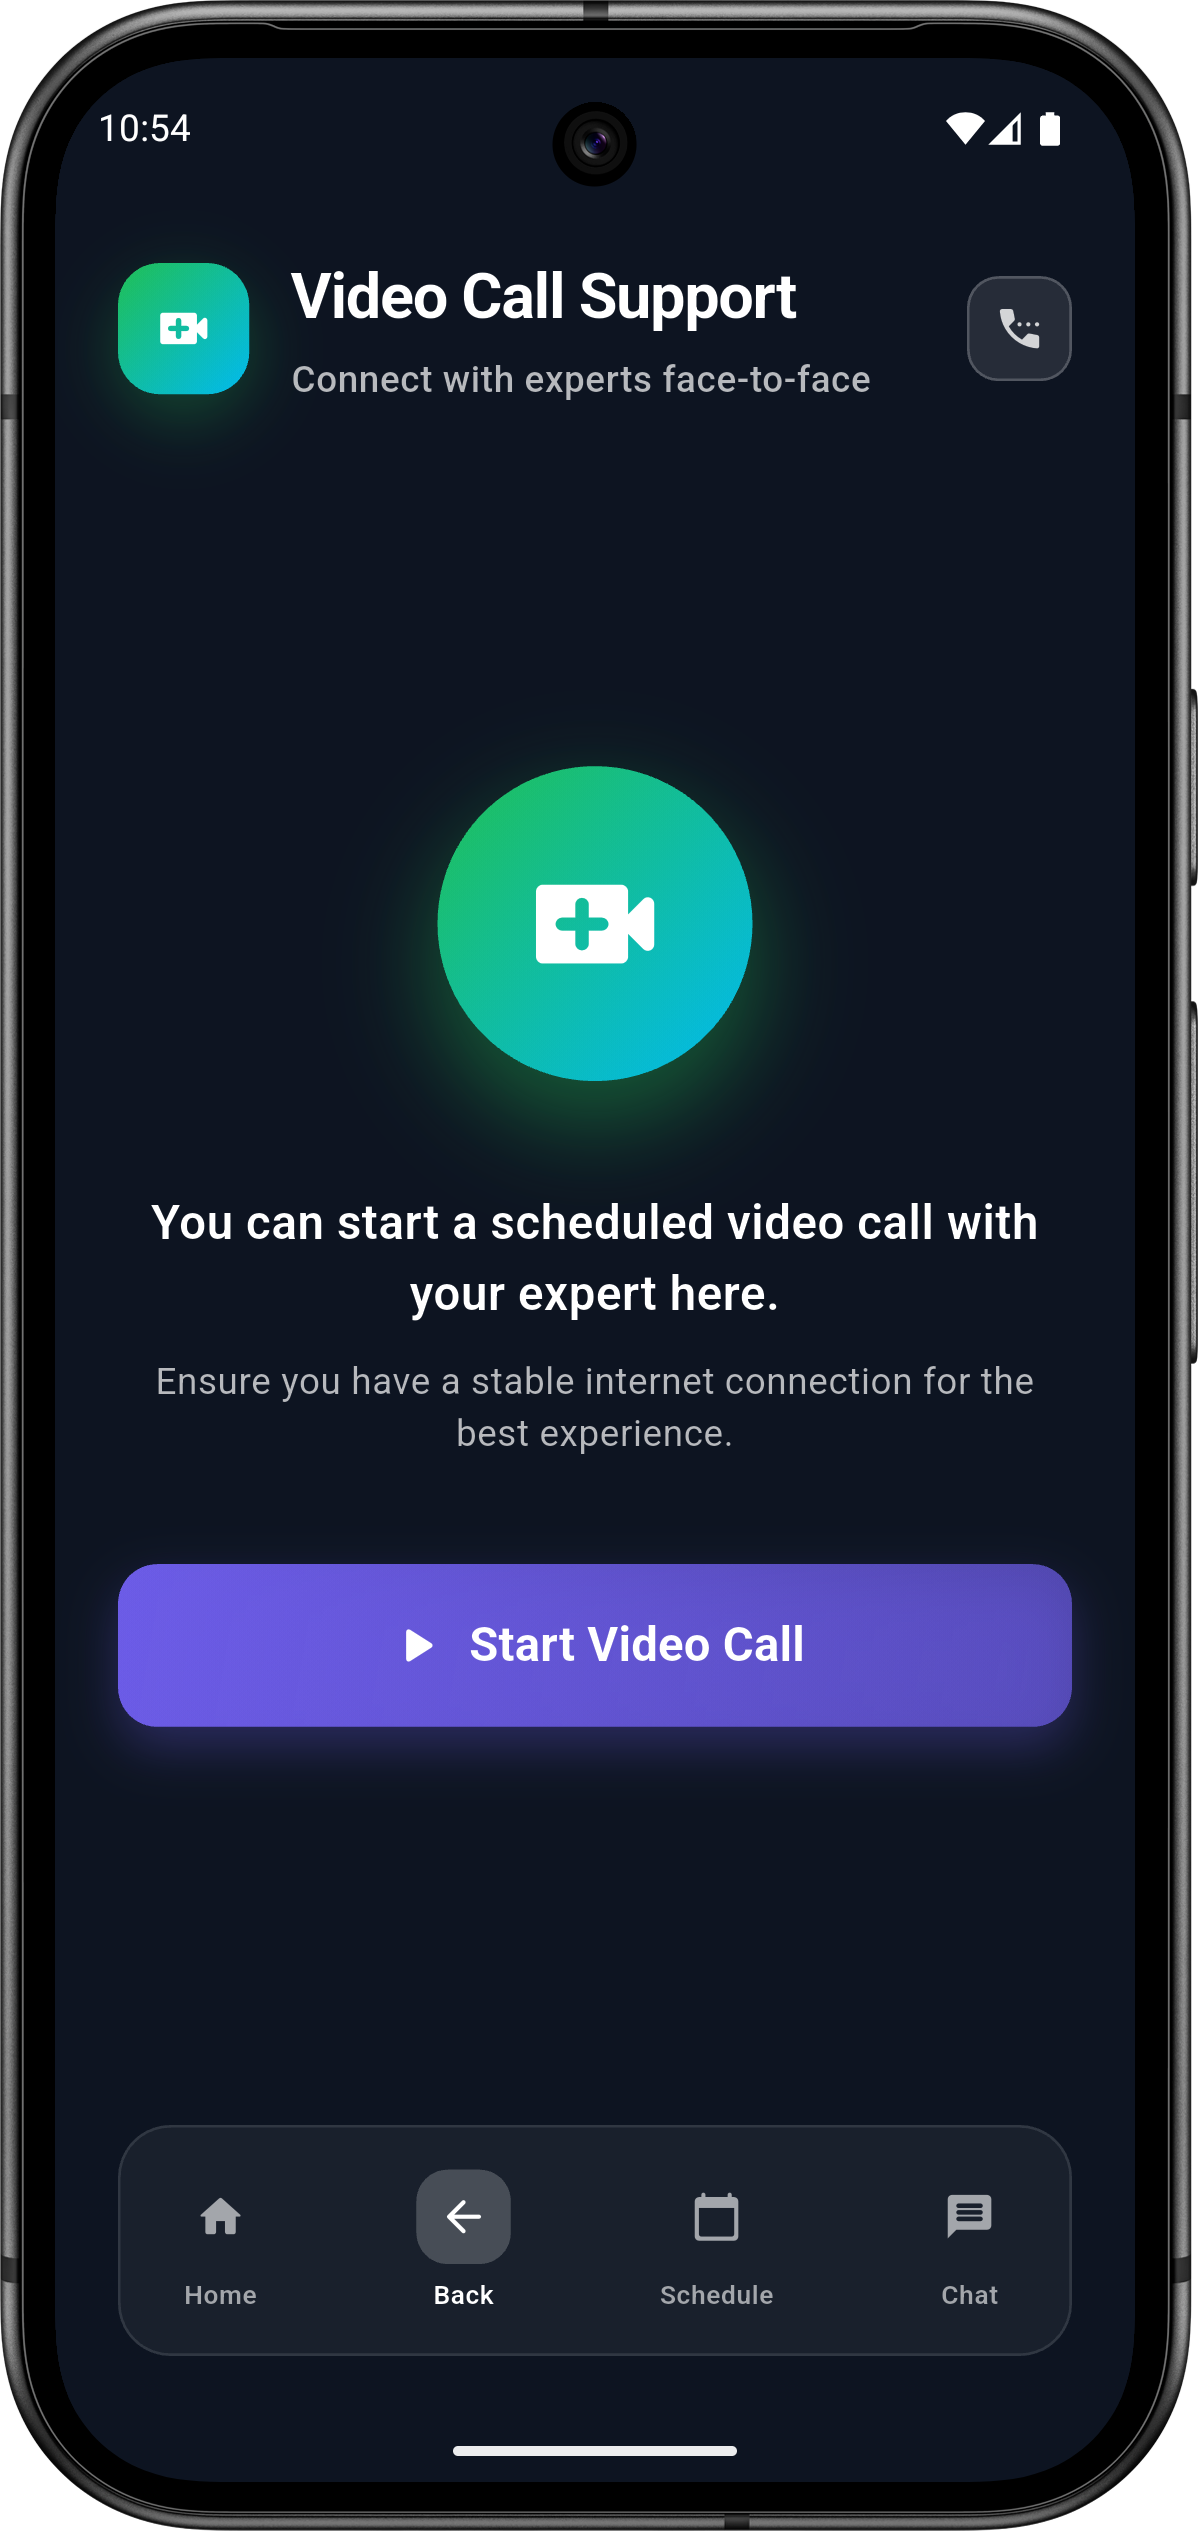 10:54
Video Call Support
Connect with experts face-to-face
You can start a scheduled video call with
your expert here.
Ensure you have a stable internet connection for the
best experience.
Start Video Call
Home
Back
Schedule
Chat